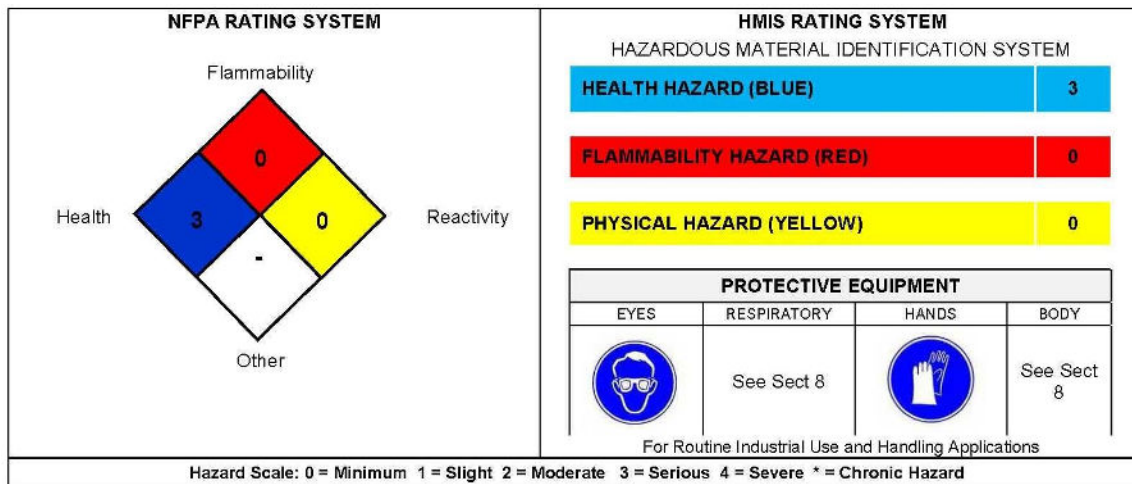 NFPA RATING SYSTEM
Flammability
0
Health
3
0
Reactivity
-
Other
HMIS RATING SYSTEM
HAZARDOUS MATERIAL IDENTIFICATION SYSTEM
HEALTH HAZARD (BLUE) 3
FLAMMABILITY HAZARD (RED) 0
PHYSICAL HAZARD (YELLOW) 0
PROTECTIVE EQUIPMENT
EYES RESPIRATORY HANDS BODY
See Sect 8
See Sect
8
For Routine Industrial Use and Handling Applications
Hazard Scale: 0 = Minimum 1 = Slight 2 = Moderate 3 = Serious 4 = Severe * = Chronic Hazard